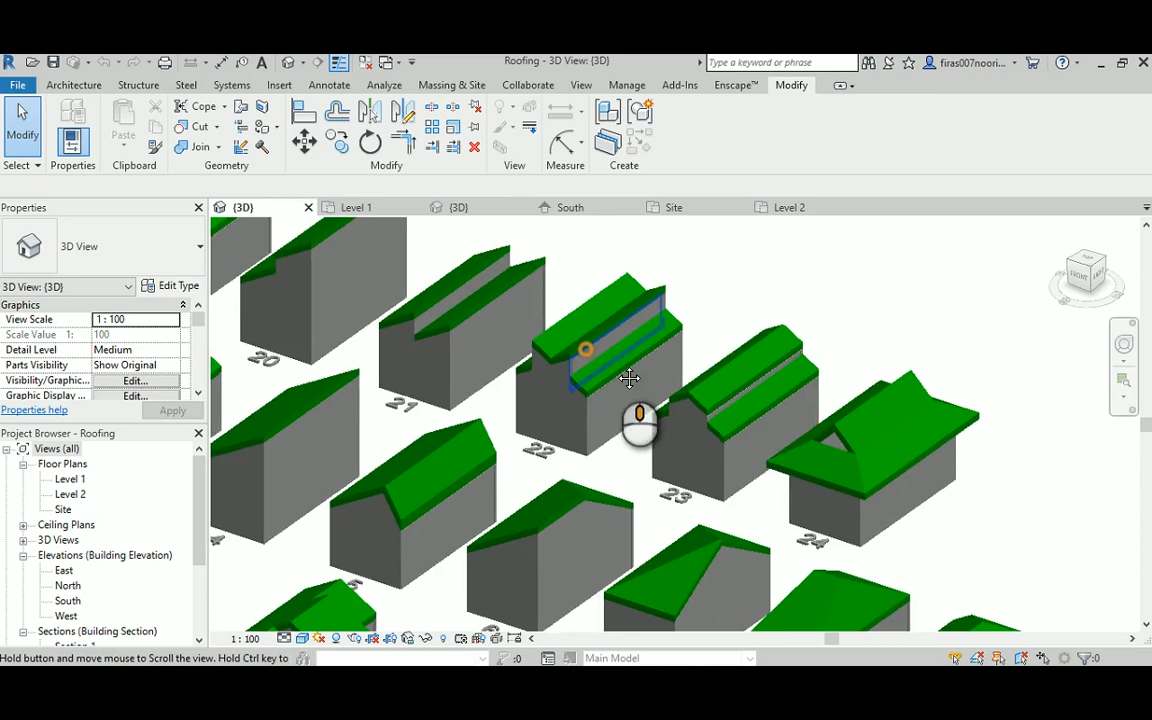 Roofing - 3D View: {3D}
Type a keyword or phrase
firas007noori...
File
Architecture
Structure
Steel
Systems
Insert
Annotate
Analyze
Massing & Site
Collaborate
View
Manage
Add-Ins
Enscape™
Modify
Modify
Paste
Cope
Cut
Join
Select
Properties
Clipboard
Geometry
Modify
View
Measure
Create
Properties
{3D}
Level 1
{3D}
South
Site
Level 2
3D View
3D View: {3D}
Edit Type
Graphics
View Scale
1 : 100
Scale Value 1:
100
Detail Level
Medium
Parts Visibility
Show Original
Visibility/Graphic...
Edit...
Graphic Display ...
Edit...
Properties help
Apply
Project Browser - Roofing
Views (all)
Floor Plans
Level 1
Level 2
Site
Ceiling Plans
3D Views
Elevations (Building Elevation)
East
North
South
West
Sections (Building Section)
20
21
22
23
24
FRONT
1 : 100
Hold button and move mouse to Scroll the view. Hold Ctrl key to
:0
Main Model
:0